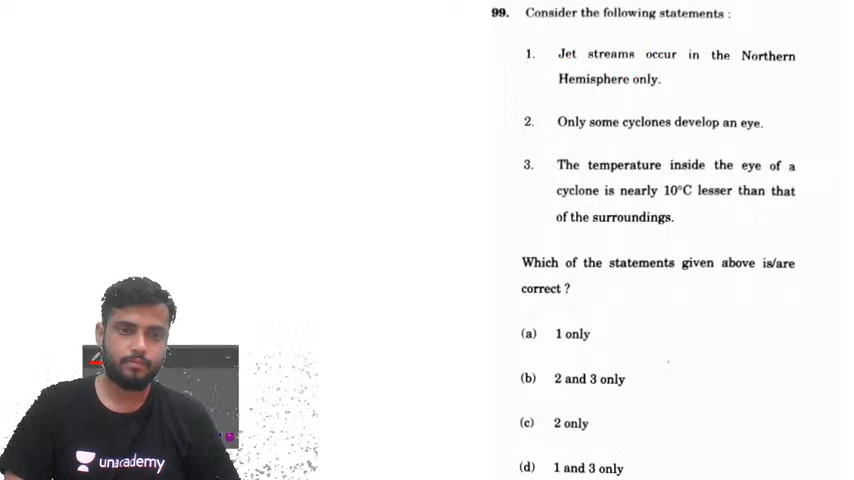 99. Consider the following statements :
1. Jet streams occur in the Northern
Hemisphere only.
2. Only some cyclones develop an eye.
3. The temperature inside the eye of a
cyclone is nearly 10°C lesser than that
of the surroundings.
Which of the statements given above is/are
correct ?
(a) 1 only
(b) 2 and 3 only
(c) 2 only
(d) 1 and 3 only
unacademy